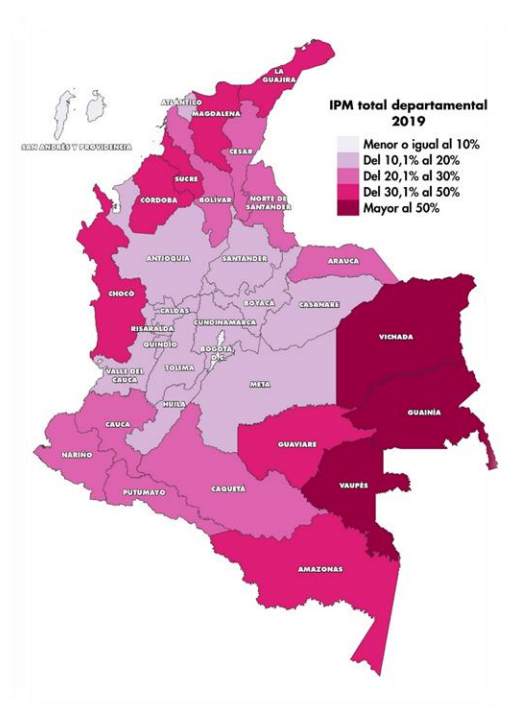 LA
GUAJIRA
ATLÁNTICO
MAGDALENA
IPM total departamental
2019
Menor o igual al 10%
Del 10,1% al 20%
Del 20,1% al 30%
Del 30,1% al 50%
Mayor al 50%
SAN ANDRÉS Y PROVIDENCIA
CESAR
SUCRE
CÓRDOBA
BOLÍVAR
NORTE DE
SANTANDER
ANTIOQUIA
SANTANDER
ARAUCA
CHOCÓ
BOYACÁ
CASANARE
CALDAS
CUNDINAMARCA
RISARALDA
QUINDÍO
BOGOTÁ,
D.C.
VICHADA
TOLIMA
VALLE DEL
CAUCA
META
HUILA
GUAINÍA
CAUCA
GUAVIARE
NARIÑO
VAUPÉS
PUTUMAYO
CAQUETÁ
AMAZONAS